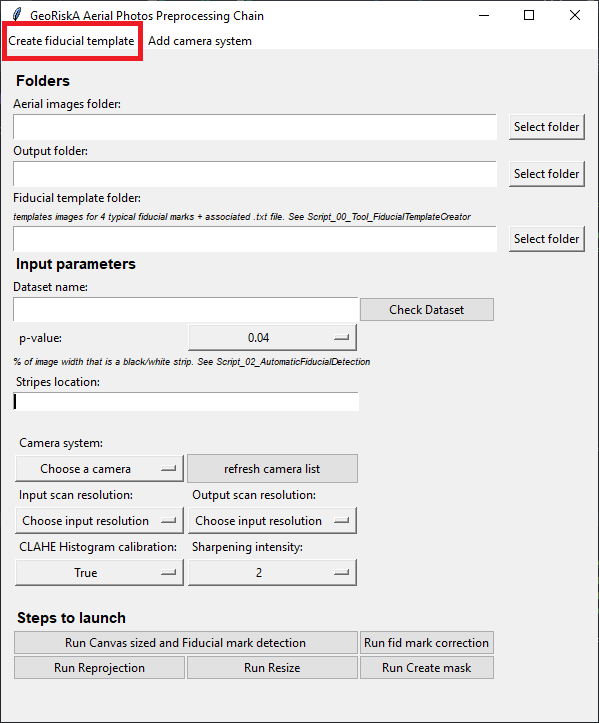 GeoRiskA Aerial Photos Preprocessing Chain
Create fiducial template Add camera system
Folders
Aerial images folder:
Select folder
Output folder:
Select folder
Fiducial template folder:
templates images for 4 typical fiducial marks + associated .txt file. See Script_00_Tool_FiducialTemplateCreator
Select folder
Input parameters
Dataset name:
Check Dataset
p-value: 0.04
% of image width that is a black/white strip. See Script_02_AutomaticFiducialDetection
Stripes location:
Camera system:
Choose a camera refresh camera list
Input scan resolution: Output scan resolution:
Choose input resolution Choose input resolution
CLAHE Histogram calibration: Sharpening intensity:
True 2
Steps to launch
Run Canvas sized and Fiducial mark detection Run fid mark correction
Run Reprojection Run Resize Run Create mask